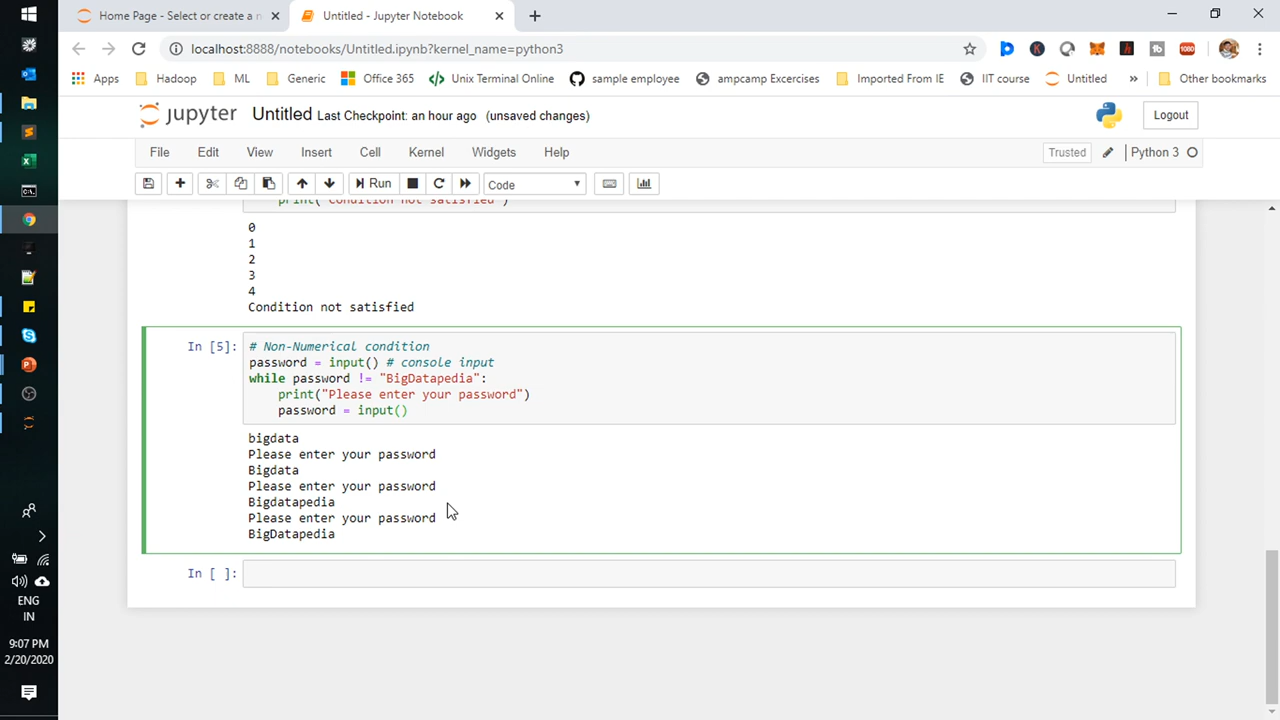 Home Page - Select or create a n
Untitled - Jupyter Notebook
localhost:8888/notebooks/Untitled.ipynb?kernel_name=python3
Apps Hadoop ML Generic Office 365 Unix Terminal Online sample employee ampcamp Excercises Imported From IE IIT course Untitled » Other bookmarks
jupyter Untitled Last Checkpoint: an hour ago (unsaved changes) Logout
File Edit View Insert Cell Kernel Widgets Help Trusted Python 3
Run Code
print("Condition not satisfied")
0
1
2
3
4
Condition not satisfied
In [5]: # Non-Numerical condition
password = input() # console input
while password != "BigDatapedia":
print("Please enter your password")
password = input()
bigdata
Please enter your password
Bigdata
Please enter your password
Bigdatapedia
Please enter your password
BigDatapedia
In [ ]:
ENG
IN
9:07 PM
2/20/2020